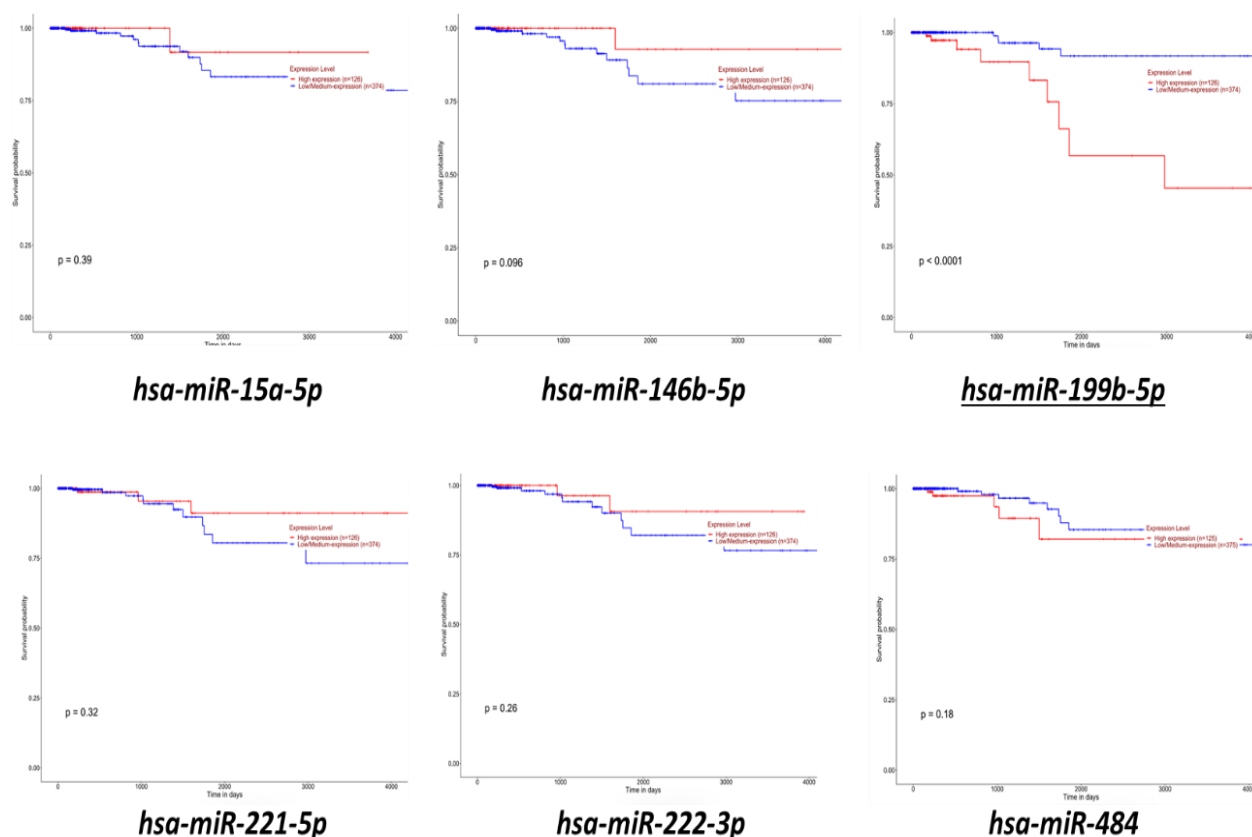 1.00
0.75
0.50
0.25
0.00
Survival probability
Expression Level
High expression (n=126)
Low/Medium-expression (n=374)
p = 0.39
0
1000
2000
3000
4000
Time in days
hsa-miR-15a-5p
1.00
0.75
0.50
0.25
0.00
Survival probability
Expression Level
High expression (n=126)
Low/Medium-expression (n=374)
p = 0.096
0
1000
2000
3000
4000
Time in days
hsa-miR-146b-5p
1.00
0.75
0.50
0.25
0.00
Survival probability
Expression Level
High expression (n=126)
Low/Medium-expression (n=374)
p < 0.0001
0
1000
2000
3000
4000
Time in days
hsa-miR-199b-5p
1.00
0.75
0.50
0.25
0.00
Survival probability
Expression Level
High expression (n=126)
Low/Medium-expression (n=374)
p = 0.32
0
1000
2000
3000
4000
Time in days
hsa-miR-221-5p
1.00
0.75
0.50
0.25
0.00
Survival probability
Expression Level
High expression (n=126)
Low/Medium-expression (n=374)
p = 0.26
0
1000
2000
3000
4000
Time in days
hsa-miR-222-3p
1.00
0.75
0.50
0.25
0.00
Survival probability
Expression Level
High expression (n=125)
Low/Medium-expression (n=375)
p = 0.18
0
1000
2000
3000
4000
Time in days
hsa-miR-484